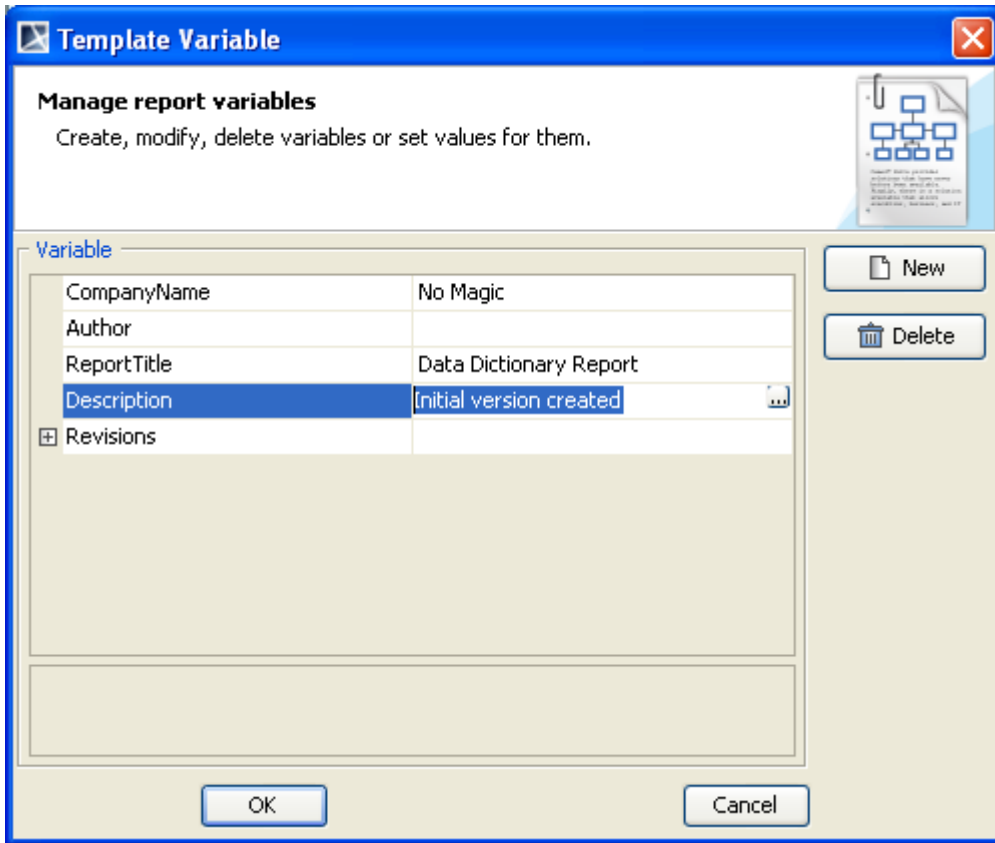 Template Variable
Manage report variables
Create, modify, delete variables or set values for them.
Variable
New
CompanyName No Magic
Delete
Author
ReportTitle Data Dictionary Report
Description Initial version created ...
Revisions
OK Cancel